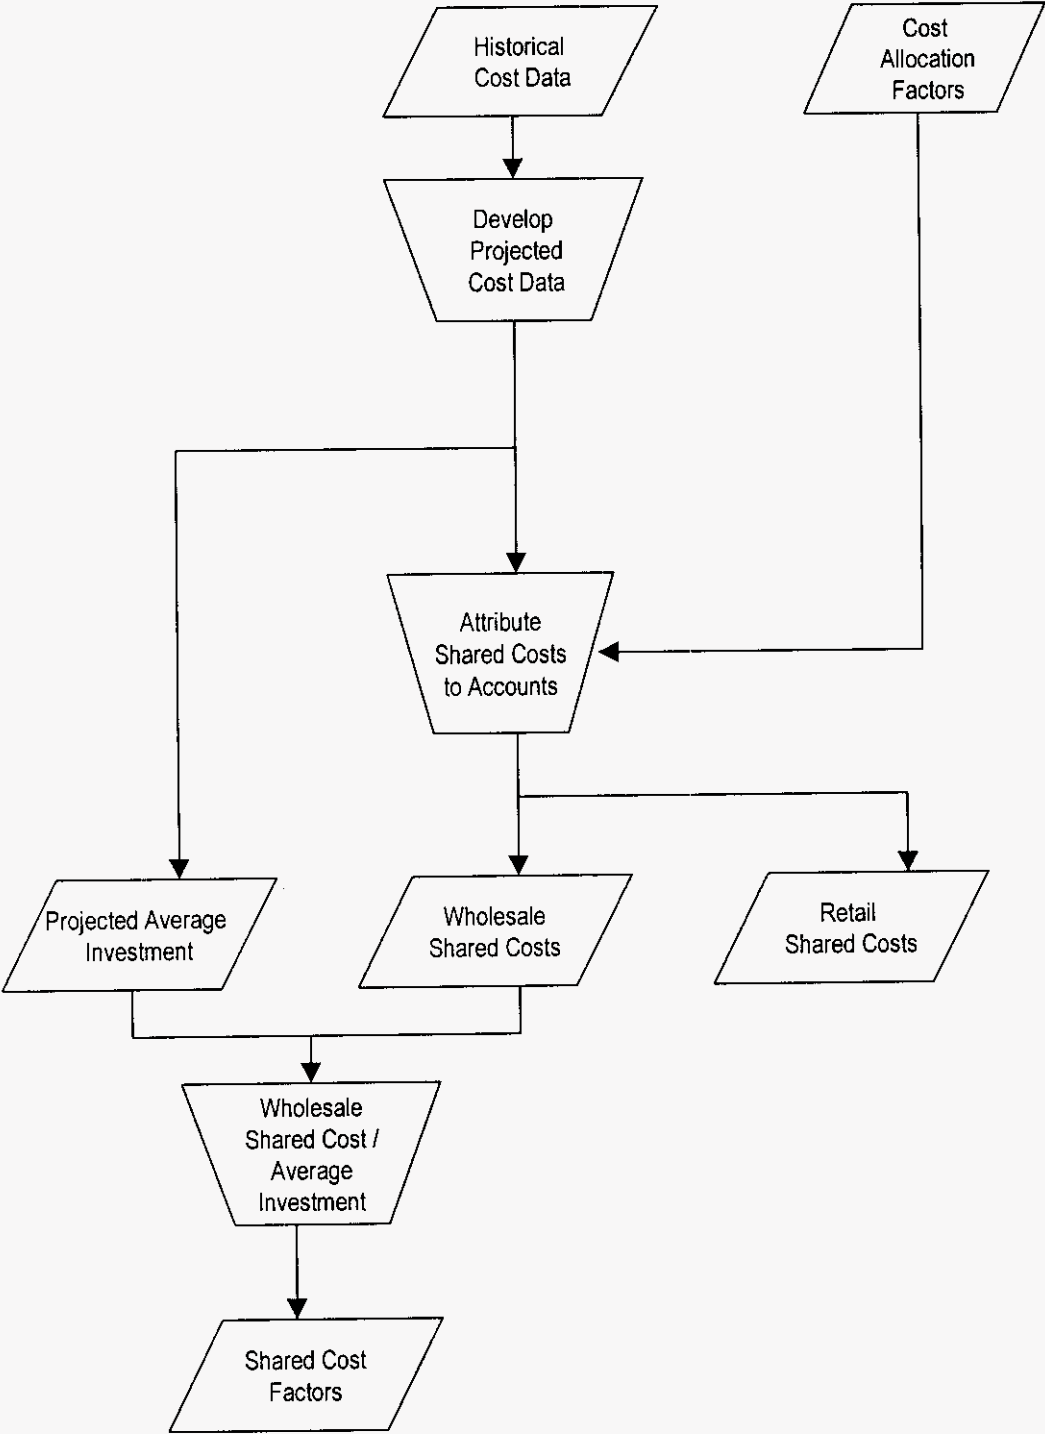 Historical
Cost Data
Cost
Allocation
Factors
Develop
Projected
Cost Data
Attribute
Shared Costs
to Accounts
Projected Average
Investment
Wholesale
Shared Costs
Retail
Shared Costs
Wholesale
Shared Cost /
Average
Investment
Shared Cost
Factors